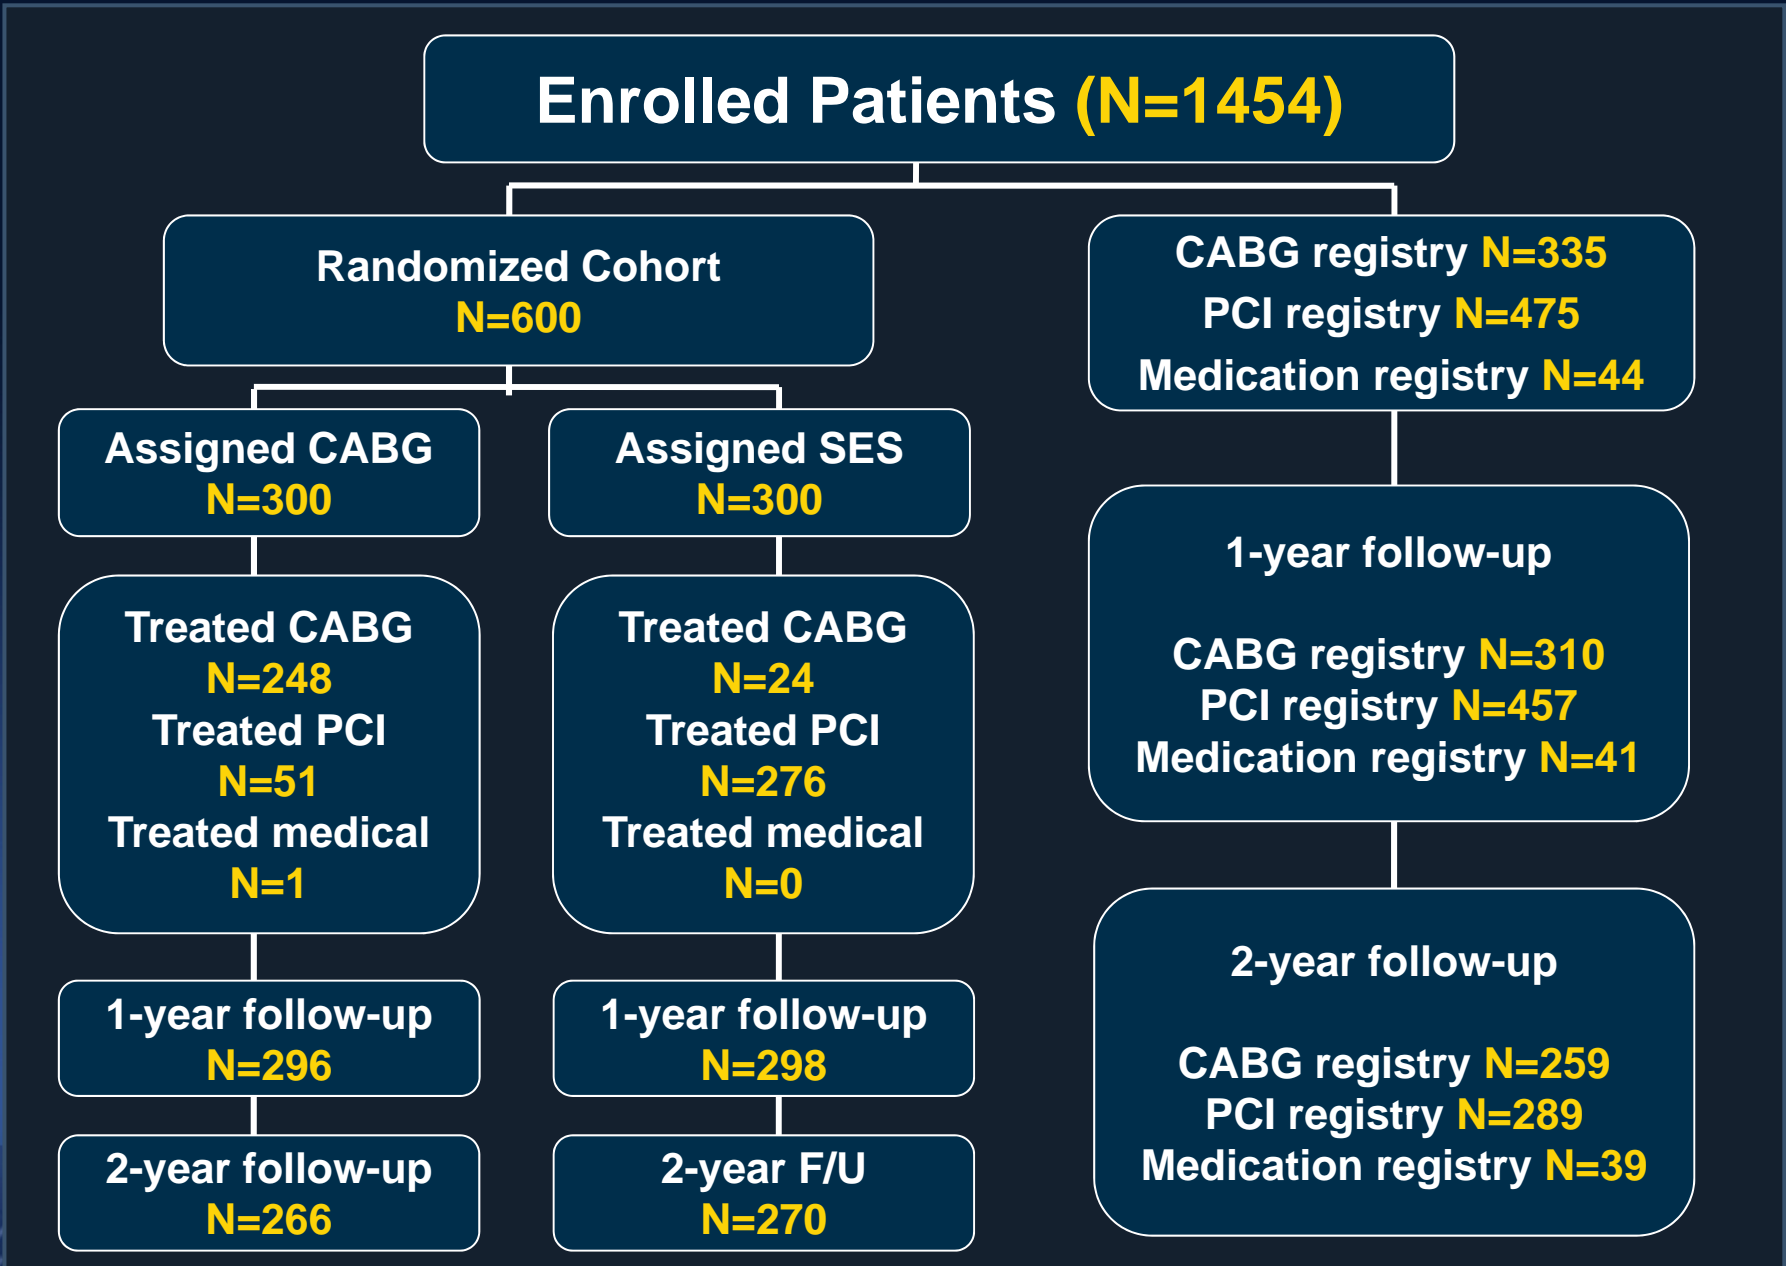 Enrolled Patients (N=1454)
Randomized Cohort
N=600
Assigned CABG
N=300
Assigned SES
N=300
Treated CABG
N=248
Treated PCI
N=51
Treated medical
N=1
Treated CABG
N=24
Treated PCI
N=276
Treated medical
N=0
1-year follow-up
N=296
1-year follow-up
N=298
2-year follow-up
N=266
2-year F/U
N=270
CABG registry N=335
PCI registry N=475
Medication registry N=44
1-year follow-up
CABG registry N=310
PCI registry N=457
Medication registry N=41
2-year follow-up
CABG registry N=259
PCI registry N=289
Medication registry N=39